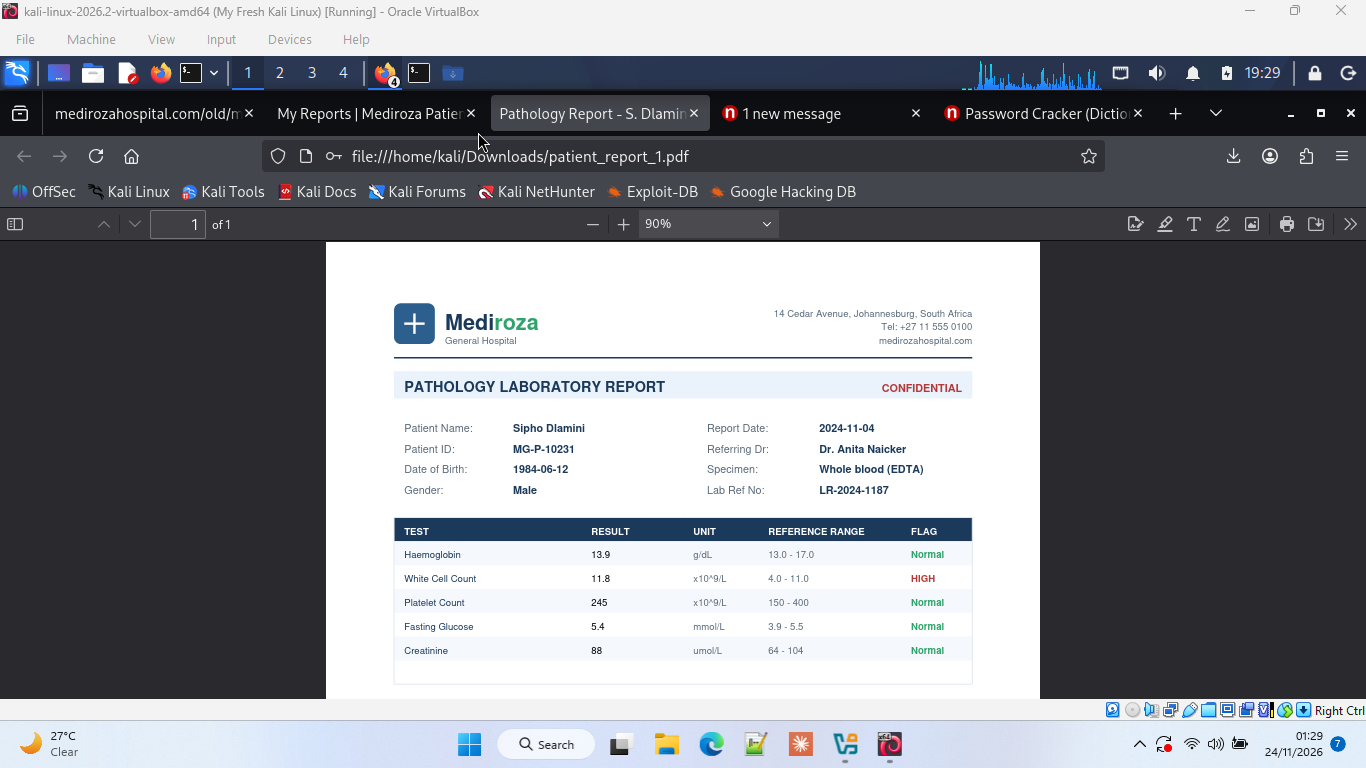 kali-linux-2026.2-virtualbox-amd64 (My Fresh Kali Linux) [Running] - Oracle VirtualBox
File Machine View Input Devices Help
1 2 3 4 4 19:29
medirozahospital.com/old/m My Reports | Mediroza Patier Pathology Report - S. Dlamin 1 new message Password Cracker (Dictio
file:///home/kali/Downloads/patient_report_1.pdf
OffSec Kali Linux Kali Tools Kali Docs Kali Forums Kali NetHunter Exploit-DB Google Hacking DB
1 of 1 90%
Mediroza
General Hospital
14 Cedar Avenue, Johannesburg, South Africa
Tel: +27 11 555 0100
medirozahospital.com
PATHOLOGY LABORATORY REPORT CONFIDENTIAL
Patient Name: Sipho Dlamini Report Date: 2024-11-04
Patient ID: MG-P-10231 Referring Dr: Dr. Anita Naicker
Date of Birth: 1984-06-12 Specimen: Whole blood (EDTA)
Gender: Male Lab Ref No: LR-2024-1187
TEST RESULT UNIT REFERENCE RANGE FLAG
Haemoglobin 13.9 g/dL 13.0 - 17.0 Normal
White Cell Count 11.8 x10^9/L 4.0 - 11.0 HIGH
Platelet Count 245 x10^9/L 150 - 400 Normal
Fasting Glucose 5.4 mmol/L 3.9 - 5.5 Normal
Creatinine 88 umol/L 64 - 104 Normal
Right Ctrl
27°C
Clear
Search
01:29
24/11/2026
7